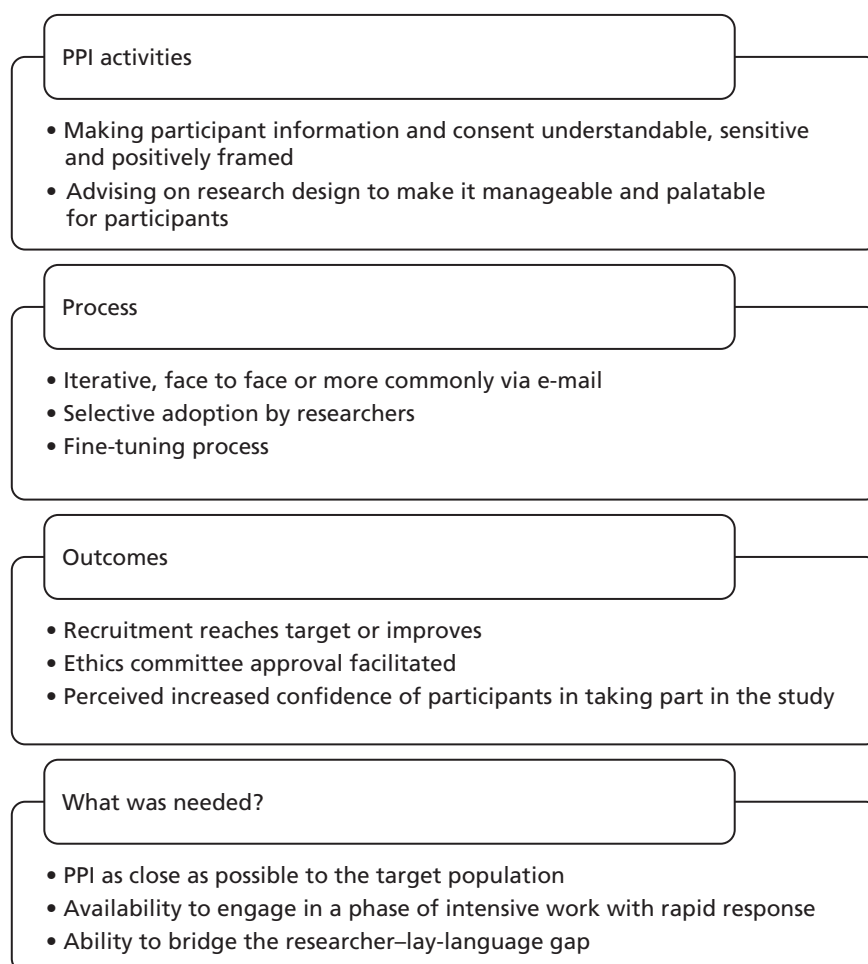 PPI activities
• Making participant information and consent understandable, sensitive
and positively framed
• Advising on research design to make it manageable and palatable
for participants
Process
• Iterative, face to face or more commonly via e-mail
• Selective adoption by researchers
• Fine-tuning process
Outcomes
• Recruitment reaches target or improves
• Ethics committee approval facilitated
• Perceived increased confidence of participants in taking part in the study
What was needed?
• PPI as close as possible to the target population
• Availability to engage in a phase of intensive work with rapid response
• Ability to bridge the researcher–lay-language gap